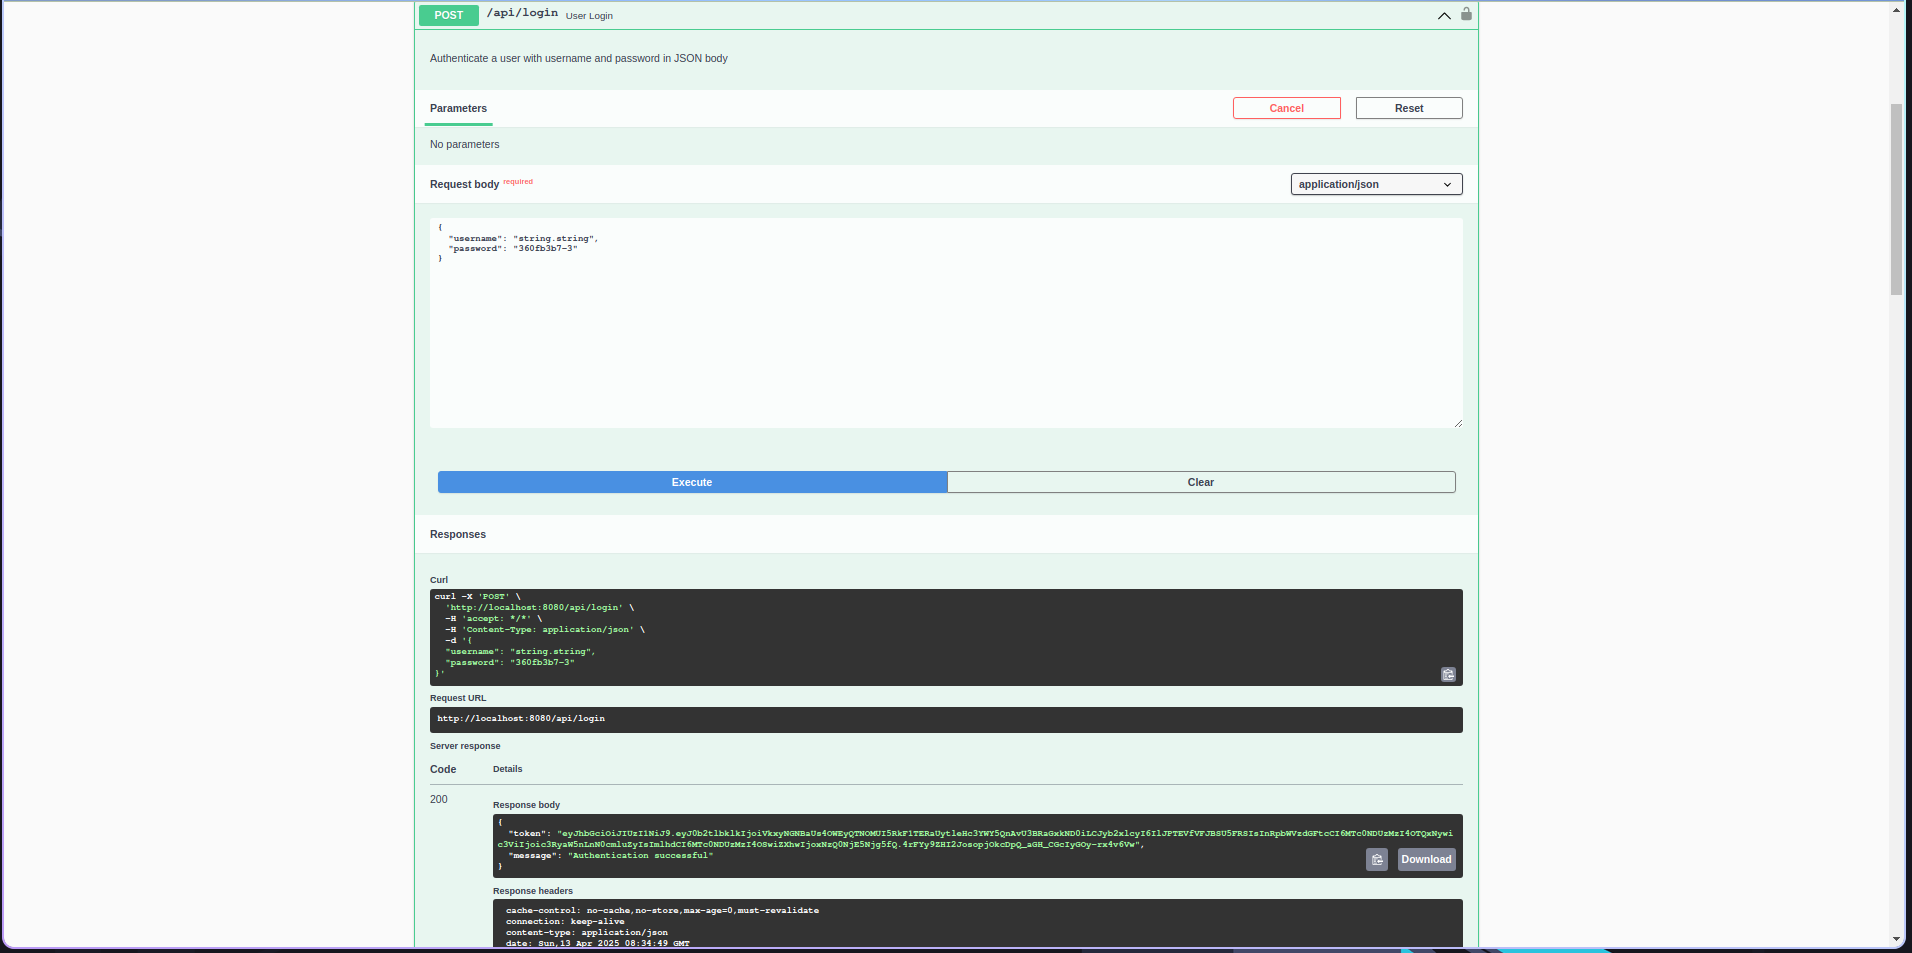 POST /api/login User Login
Authenticate a user with username and password in JSON body
Parameters
Cancel
Reset
No parameters
Request body required
application/json
{
"username": "string.string",
"password": "360fb3b7-3"
}
Execute
Clear
Responses
Curl
curl -X 'POST' \
'http://localhost:8080/api/login' \
-H 'accept: */*' \
-H 'Content-Type: application/json' \
-d '{
"username": "string.string",
"password": "360fb3b7-3"
}'
Request URL
http://localhost:8080/api/login
Server response
Code Details
200
Response body
{
"token":
"message": "Authentication successful"
}
Download
Response headers
cache-control: no-cache,no-store,max-age=0,must-revalidate
connection: keep-alive
content-type: application/json
date: Sun,13 Apr 2025 08:34:49 GMT